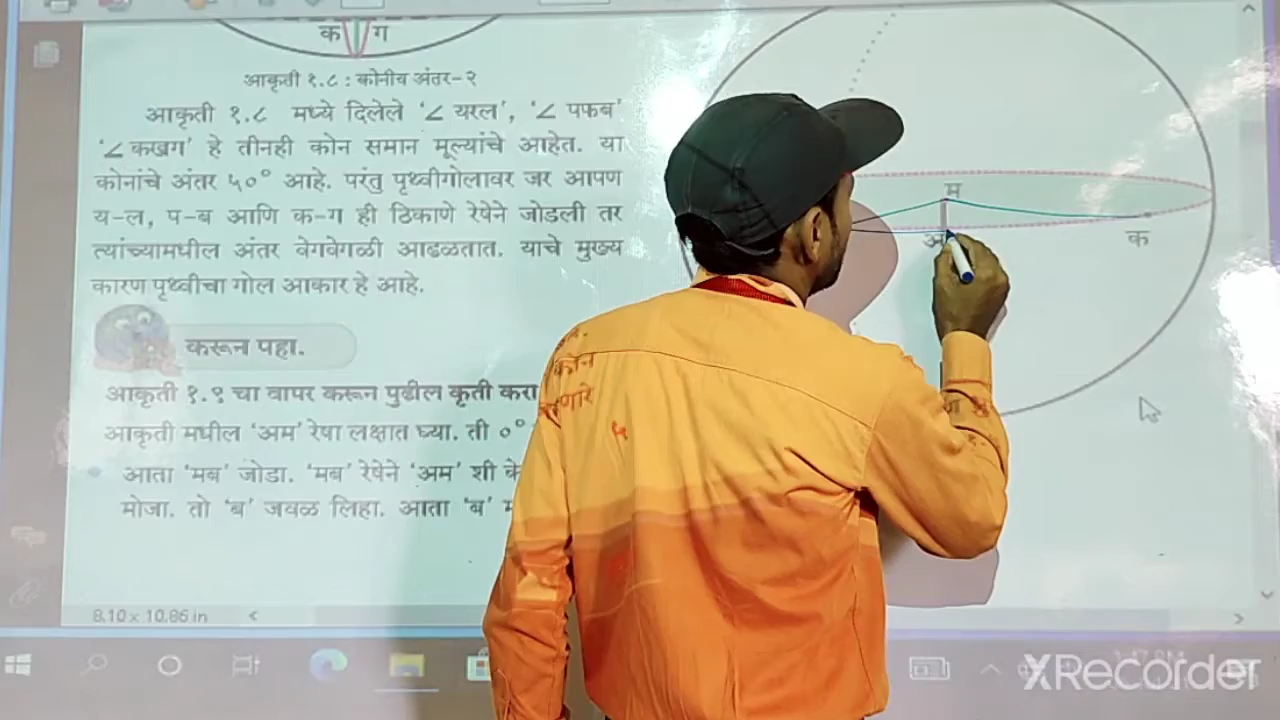 क ग
आकृती १.८ : कोनीय अंतर-२
आकृती १.८ मध्ये दिलेले '∠ यरल', '∠ पफब'
'∠ कखग' हे तीनही कोन समान मूल्यांचे आहेत. या
कोनांचे अंतर ५०° आहे. परंतु पृथ्वीगोलावर जर आपण
य-ल, प-ब आणि क-ग ही ठिकाणे रेषेने जोडली तर
त्यांच्यामधील अंतर वेगवेगळी आढळतात. याचे मुख्य
कारण पृथ्वीचा गोल आकार हे आहे.
करून पहा.
आकृती १.९ चा वापर करून पुढील कृती करा
आकृती मधील 'अम' रेषा लक्षात घ्या. ती ०°
आता 'मब' जोडा. 'मब' रेषेने 'अम' शी के
मोजा. तो 'ब' जवळ लिहा. आता 'ब' म
म
अ
क
कोन
णारे
8.10 x 10.86 in
XRecorder